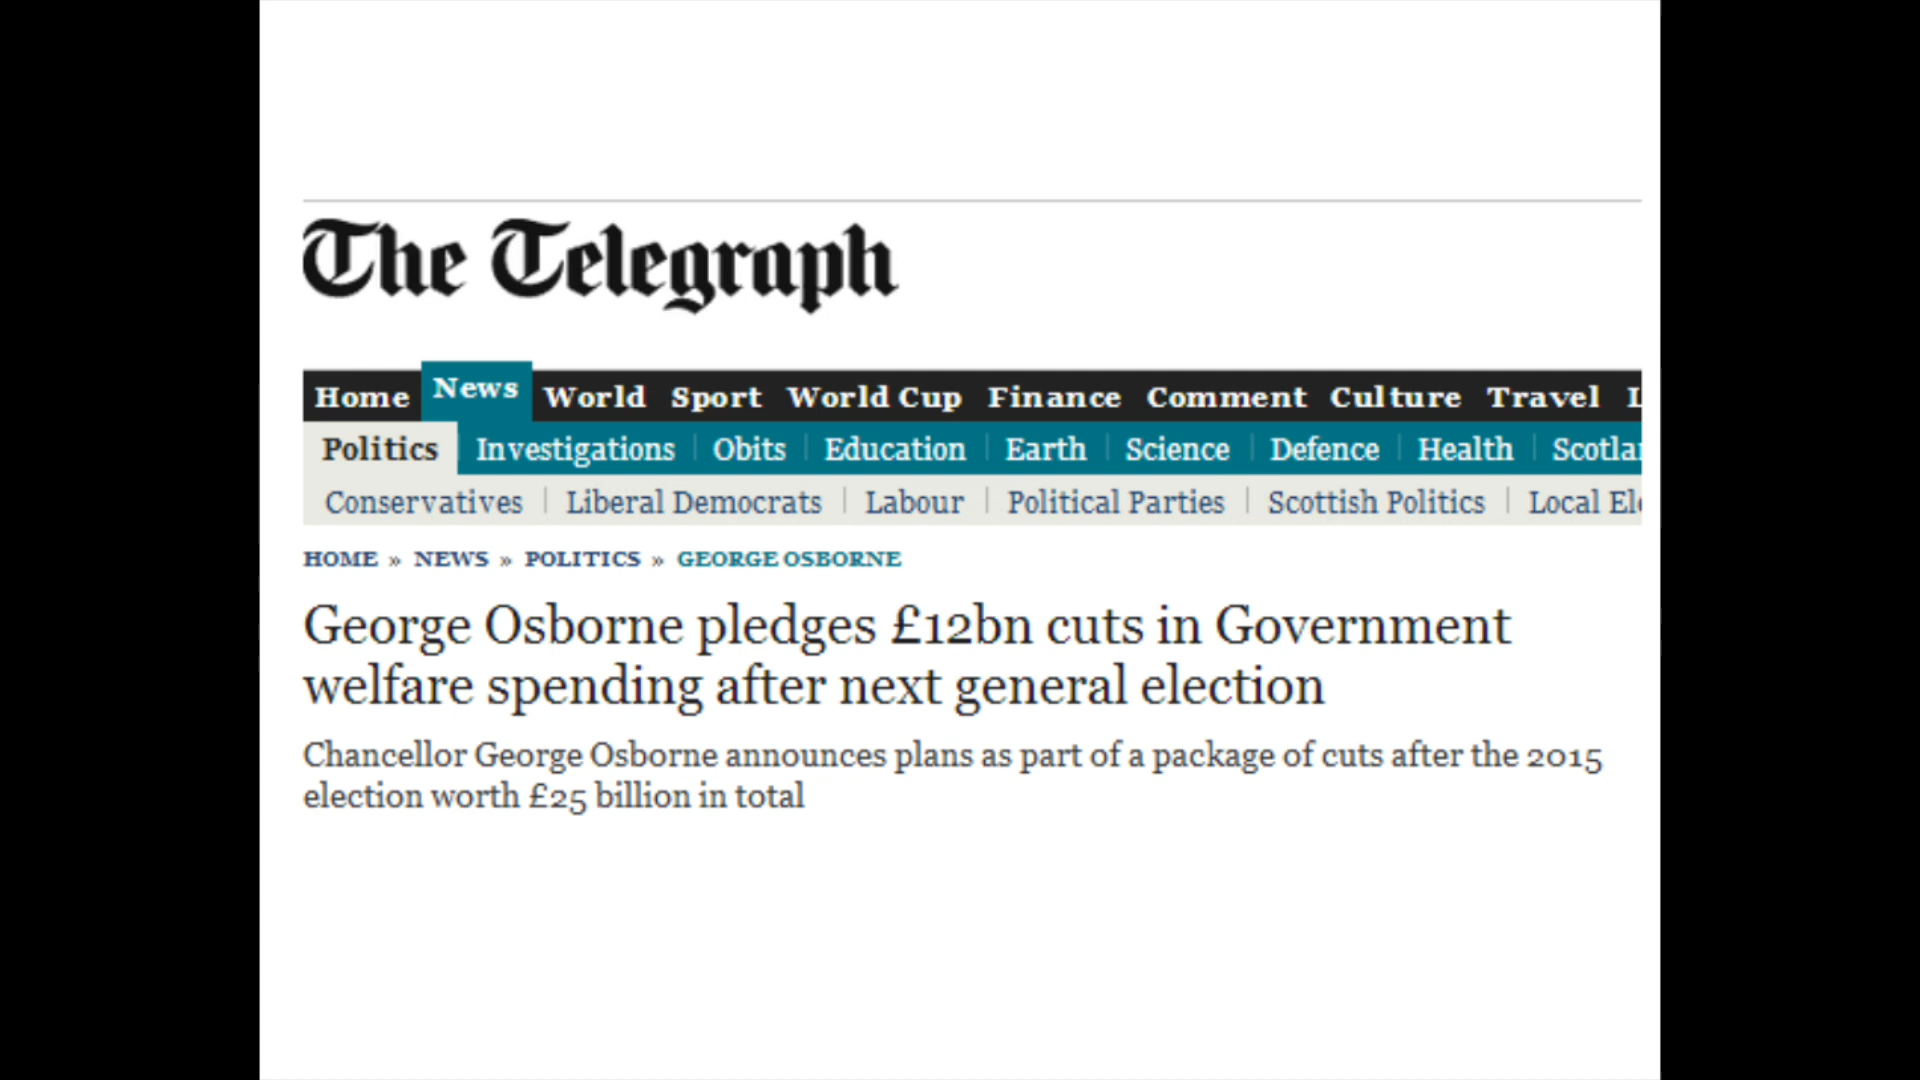 The Telegraph
Home News World Sport World Cup Finance Comment Culture Travel
Politics Investigations Obits Education Earth Science Defence Health
Conservatives Liberal Democrats Labour Political Parties Scottish Politics Local
HOME » NEWS » POLITICS » GEORGE OSBORNE
George Osborne pledges £12bn cuts in Government
welfare spending after next general election
Chancellor George Osborne announces plans as part of a package of cuts after the 2015
election worth £25 billion in total